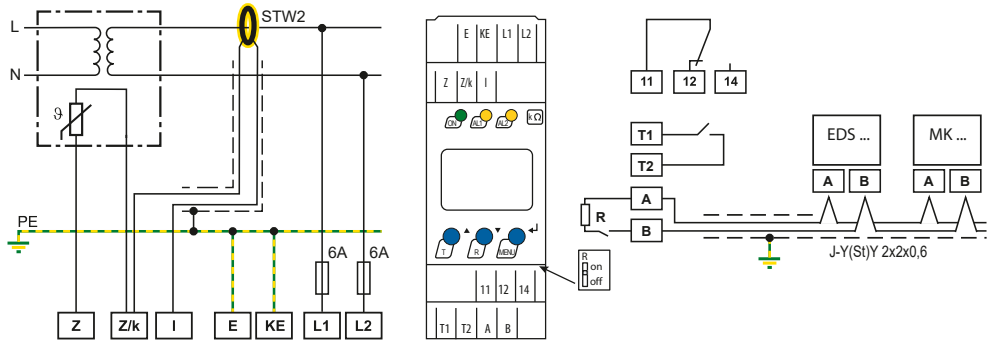 L
STW2
N
ϑ
PE
6A 6A
Z Z/k I E KE L1 L2
E KE L1 L2
Z Z/k I
ON AL1 AL2 kΩ
T R MENU
11 12 14
T1 T2 A B
R
on
off
11 12 14
T1
T2
A
R
B
EDS ... MK ...
A B A B
J-Y(St)Y 2x2x0,6